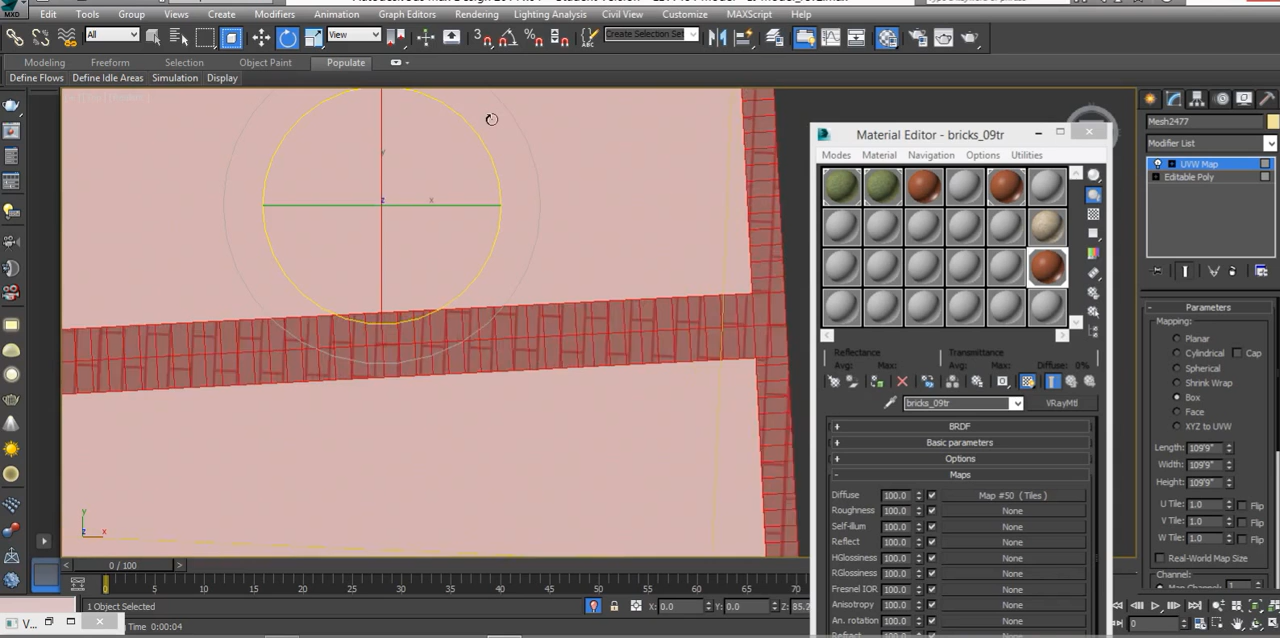 Edit Tools Group Views Create Modifiers Animation Graph Editors Rendering Lighting Analysis Civil View Customize MAXScript Help
MXD All View Create Selection Set
Modeling Freeform Selection Object Paint Populate
Define Flows Define Idle Areas Simulation Display
y
x
z
Material Editor - bricks_09tr
Modes Material Navigation Options Utilities
Reflectance Transmittance
Avg: Max: Avg: Max: Diffuse: 0%
bricks_09tr VRayMtl
+ BRDF
+ Basic parameters
+ Options
- Maps
Diffuse 100.0 Map #50 ( Tiles )
Roughness 100.0 None
Self-illum 100.0 None
Reflect 100.0 None
HGlossiness 100.0 None
RGlossiness 100.0 None
Fresnel IOR 100.0 None
Anisotropy 100.0 None
An. rotation 100.0 None
Mesh2477
Modifier List
UVW Map
Editable Poly
- Parameters
Mapping:
Planar
Cylindrical Cap
Spherical
Shrink Wrap
Box
Face
XYZ to UVW
Length: 109'9"
Width: 109'9"
Height: 109'9"
U Tile: 1.0 Flip
V Tile: 1.0 Flip
W Tile: 1.0 Flip
Real-World Map Size
Channel:
Map Channel: 1
y
z x
< 0 / 100 >
0 5 10 15 20 25 30 35 40 45 50 55 60 65 70
1 Object Selected X: 0.0 Y: 0.0
V... Time 0:00:04
0